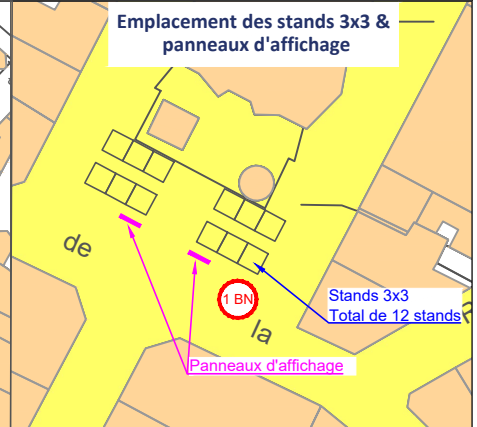 Emplacement des stands 3x3 &
panneaux d'affichage
de
1 BN
Stands 3x3
Total de 12 stands
la
Panneaux d'affichage